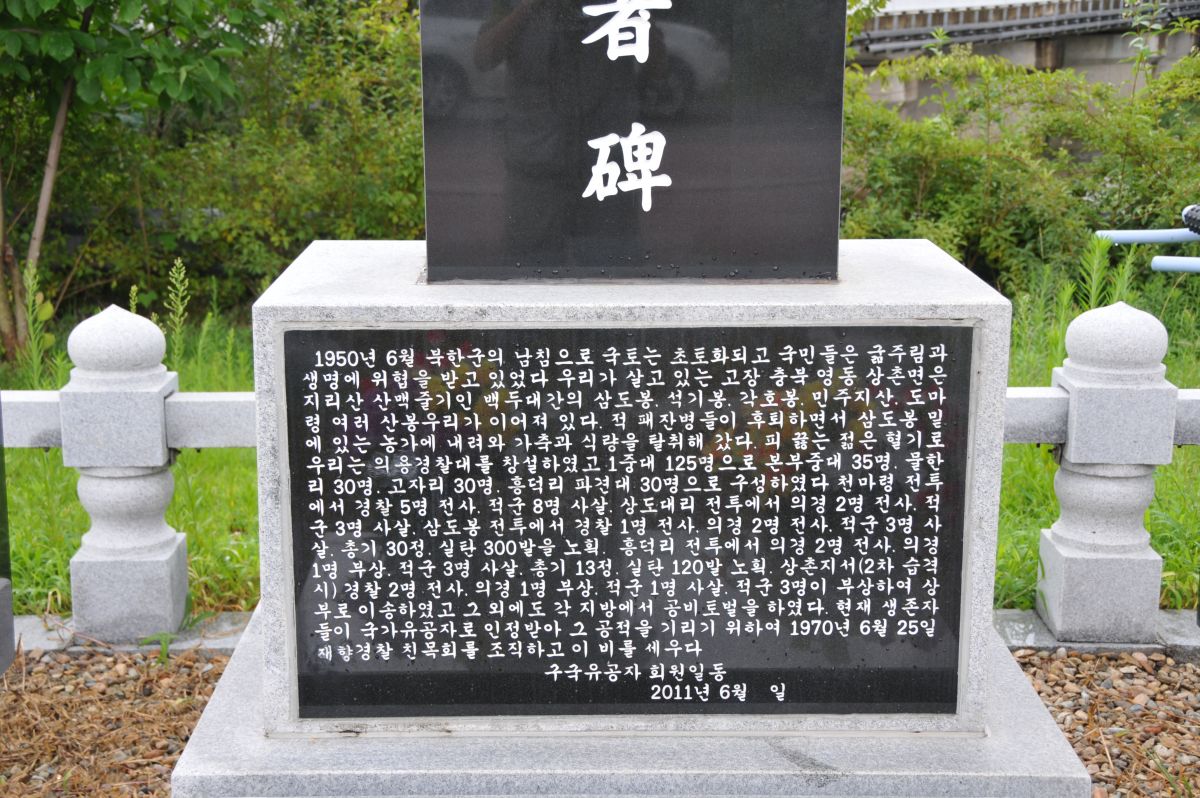 者
碑
1950년 6월 북한군의 남침으로 국토는 초토화되고 국민들은 굶주림과
생명에 위협을 받고 있었다 우리가 살고 있는 고장 충북 영동 상촌면은
지리산 산맥줄기인 백두대간의 삼도봉. 석기봉. 각호봉. 민주지산. 도마
령 여러 산봉우리가 이어져 있다. 적 패잔병들이 후퇴하면서 삼도봉 밑
에 있는 농가에 내려와 가축과 식량을 탈취해 갔다. 피 끓는 젊은 혈기로
우리는 의용경찰대를 창설하였고 1중대 125명으로 본부중대 35명. 물한
리 30명. 고자리 30명. 흥덕리 파견대 30명으로 구성하였다 천마령 전투
에서 경찰 5명 전사. 적군 8명 사살. 상도대리 전투에서 의경 2명 전사. 적
군 3명 사살. 삼도봉 전투에서 경찰 1명 전사. 의경 2명 전사. 적군 3명 사
살. 총기 30정. 실탄 300발을 노획. 흥덕리 전투에서 의경 2명 전사. 의경
1명 부상. 적군 3명 사살. 총기 13정. 실탄 120발 노획. 상촌지서(2차 습격
시) 경찰 2명 전사. 의경 1명 부상. 적군 1명 사살. 적군 3명이 부상하여 상
부로 이송하였고 그 외에도 각 지방에서 공비토벌을 하였다. 현재 생존자
들이 국가유공자로 인정받아 그 공적을 기리기 위하여 1970년 6월 25일
재향경찰 친목회를 조직하고 이 비를 세우다
구국유공자 회원일동
2011년 6월 일